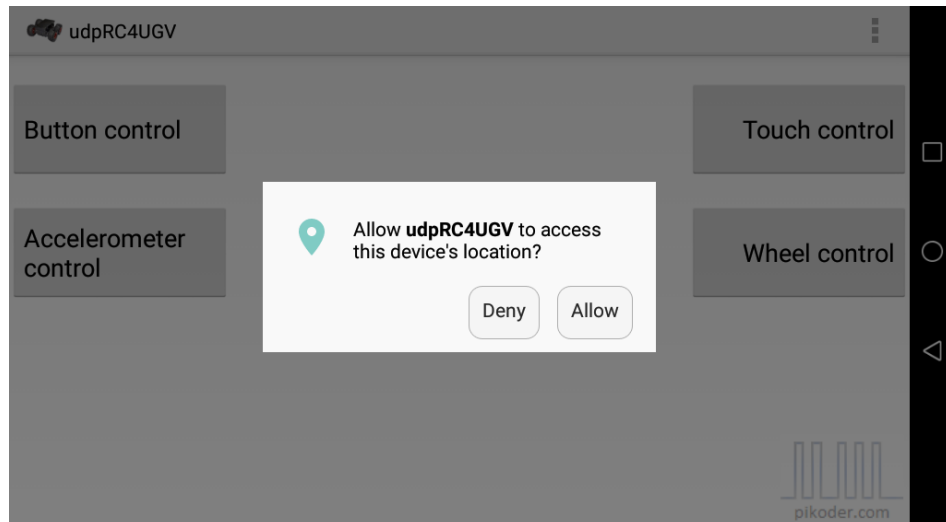 udpRC4UGV
Button control
Touch control
Accelerometer
control
Wheel control
Allow udpRC4UGV to access
this device's location?
Deny
Allow
pikoder.com